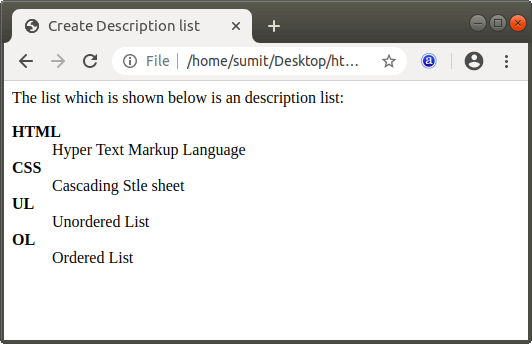 Create Description list
File | /home/sumit/Desktop/ht…
a
The list which is shown below is an description list:
HTML
Hyper Text Markup Language
CSS
Cascading Stle sheet
UL
Unordered List
OL
Ordered List